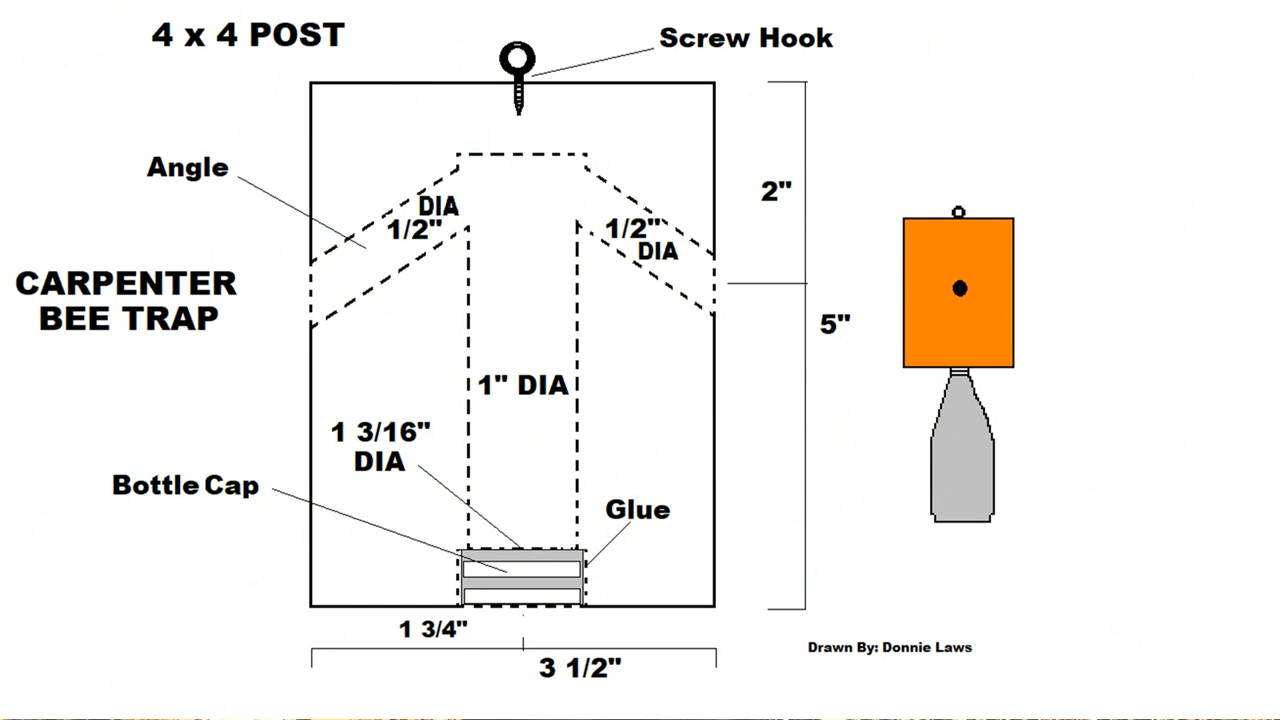 4 x 4 POST
Screw Hook
Angle
DIA
1/2"
1/2"
DIA
2"
CARPENTER
BEE TRAP
5"
1" DIA
1 3/16"
DIA
Bottle Cap
Glue
1 3/4"
3 1/2"
Drawn By: Donnie Laws